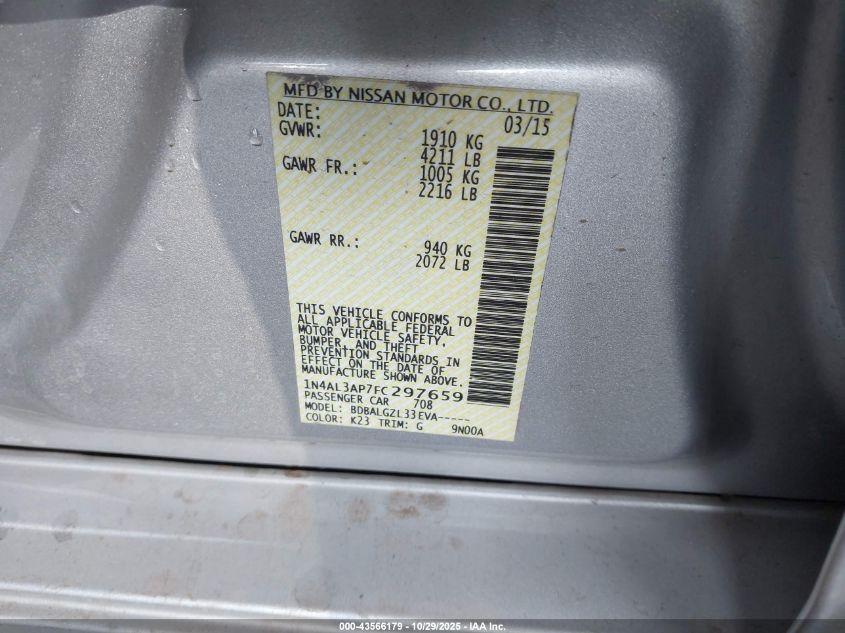 MFD BY NISSAN MOTOR CO., LTD.
DATE: 03/15
GVWR: 1910 KG
4211 LB
GAWR FR.: 1005 KG
2216 LB
GAWR RR.: 940 KG
2072 LB
THIS VEHICLE CONFORMS TO
ALL APPLICABLE FEDERAL
MOTOR VEHICLE SAFETY,
BUMPER, AND THEFT
PREVENTION STANDARDS IN
EFFECT ON THE DATE OF
MANUFACTURE SHOWN ABOVE.
1N4AL3AP7FC297659
PASSENGER CAR 708
MODEL: BDBALGZL33EVA-----
COLOR: K23 TRIM: G 9N00A
000-43566179 - 10/29/2025 - IAA Inc.